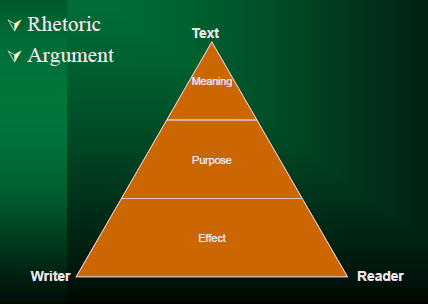 Rhetoric
Argument
Text
Meaning
Purpose
Effect
Writer
Reader